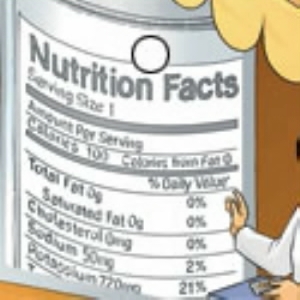 Nutrition Facts
Serving Size 1
Amount Per Serving
Calories 100 Calories from Fat 0
% Daily Value*
Total Fat 0g 0%
Saturated Fat 0g 0%
Cholesterol 0mg 0%
Sodium 50mg 2%
Potassium 720mg 21%